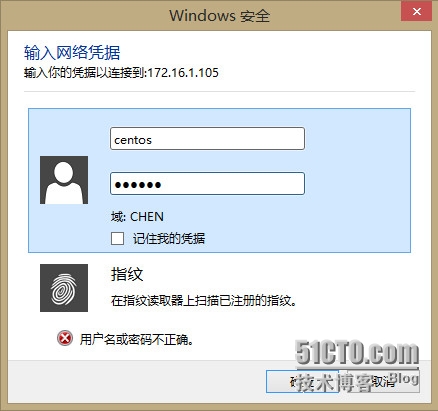 Windows 安全
输入网络凭据
输入你的凭据以连接到:172.16.1.105
centos
●●●●●●
域: CHEN
记住我的凭据
指纹
在指纹读取器上扫描已注册的指纹。
用户名或密码不正确。
51CTO.com
技术博客 Blog
取消